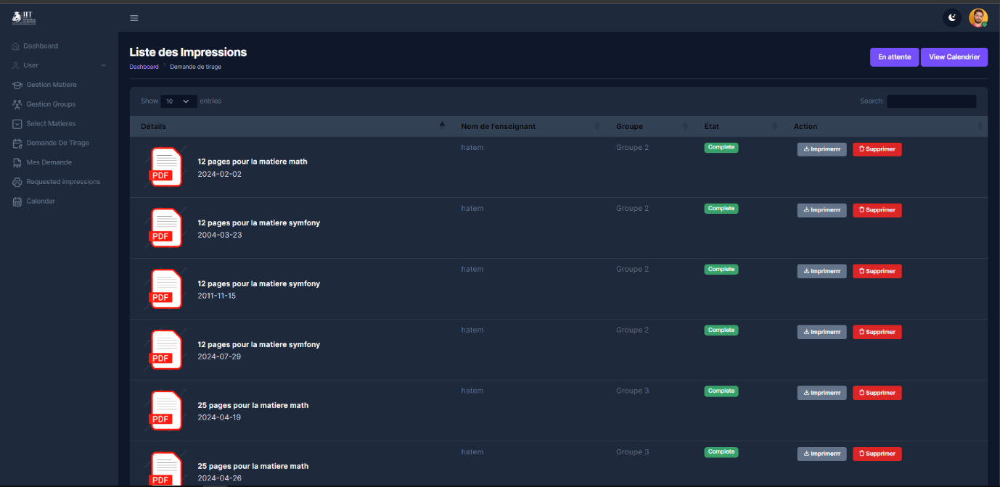 IIT
Dashboard
User
Gestion Matiere
Gestion Groups
Select Matieres
Demande De Tirage
Mes Demande
Requested impressions
Calendar
Liste des Impressions
Dashboard Demande de tirage
En attente View Calendrier
Show 10 entries Search:
Détails Nom de l'enseignant Groupe État Action
PDF 12 pages pour la matiere math hatem Groupe 2 Complete Imprimerrr Supprimer
2024-02-02
PDF 12 pages pour la matiere symfony hatem Groupe 2 Complete Imprimerrr Supprimer
2004-03-23
PDF 12 pages pour la matiere symfony hatem Groupe 2 Complete Imprimerrr Supprimer
2011-11-15
PDF 12 pages pour la matiere symfony hatem Groupe 2 Complete Imprimerrr Supprimer
2024-07-29
PDF 25 pages pour la matiere math hatem Groupe 3 Complete Imprimerrr Supprimer
2024-04-19
PDF 25 pages pour la matiere math hatem Groupe 3 Complete Imprimerrr Supprimer
2024-04-26